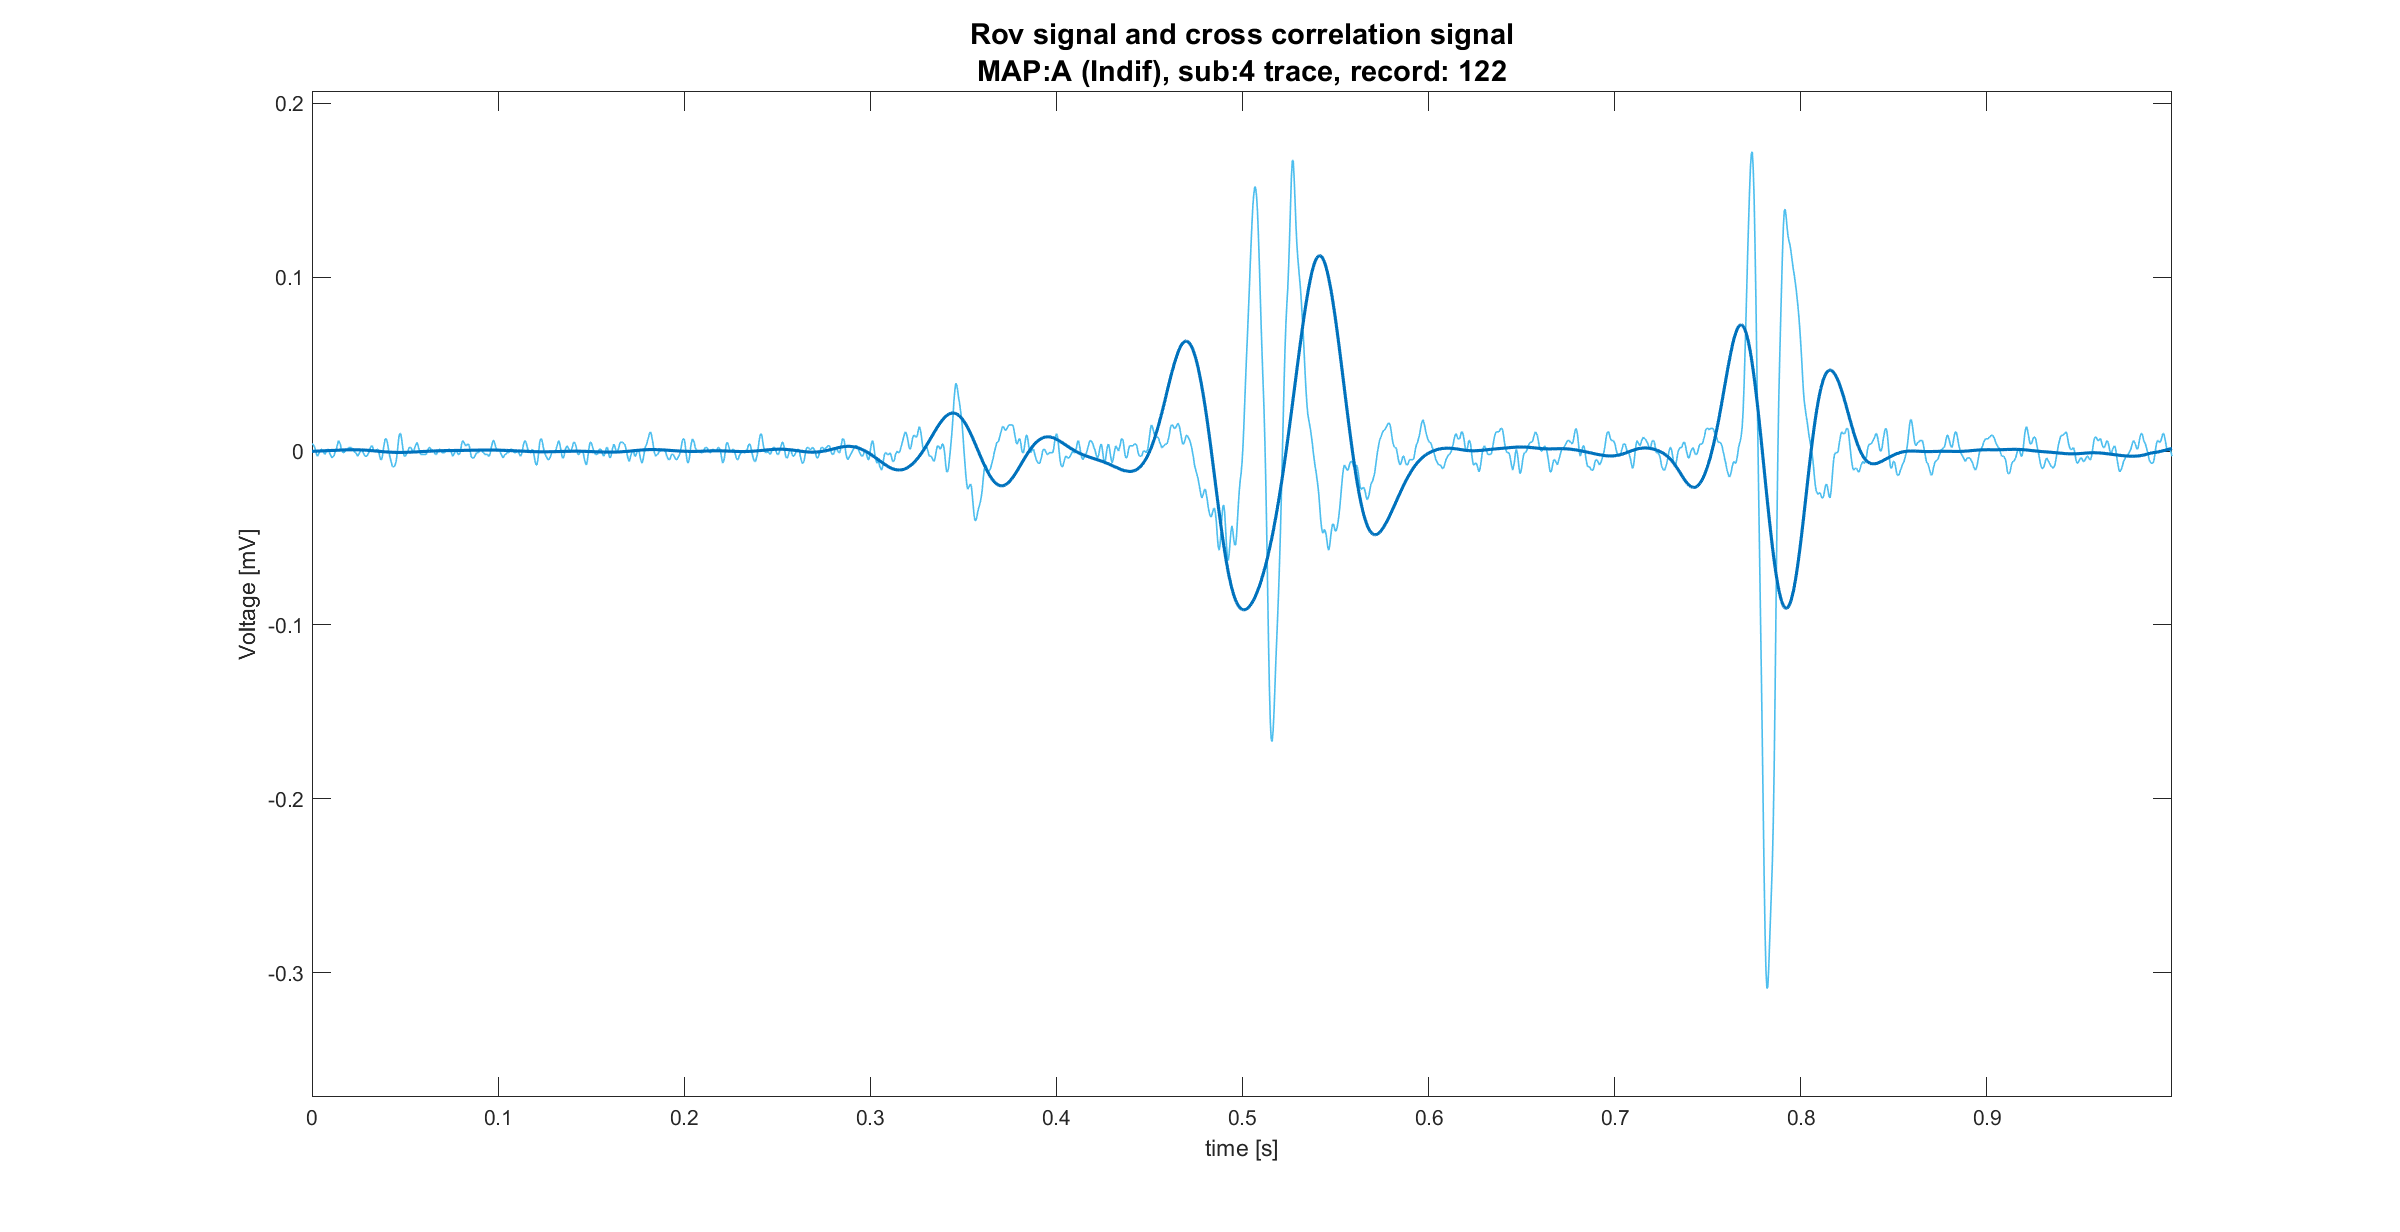 Rov signal and cross correlation signal
MAP:A (Indif), sub:4 trace, record: 122
0.2
0.1
0
-0.1
-0.2
-0.3
Voltage [mV]
0 0.1 0.2 0.3 0.4 0.5 0.6 0.7 0.8 0.9
time [s]